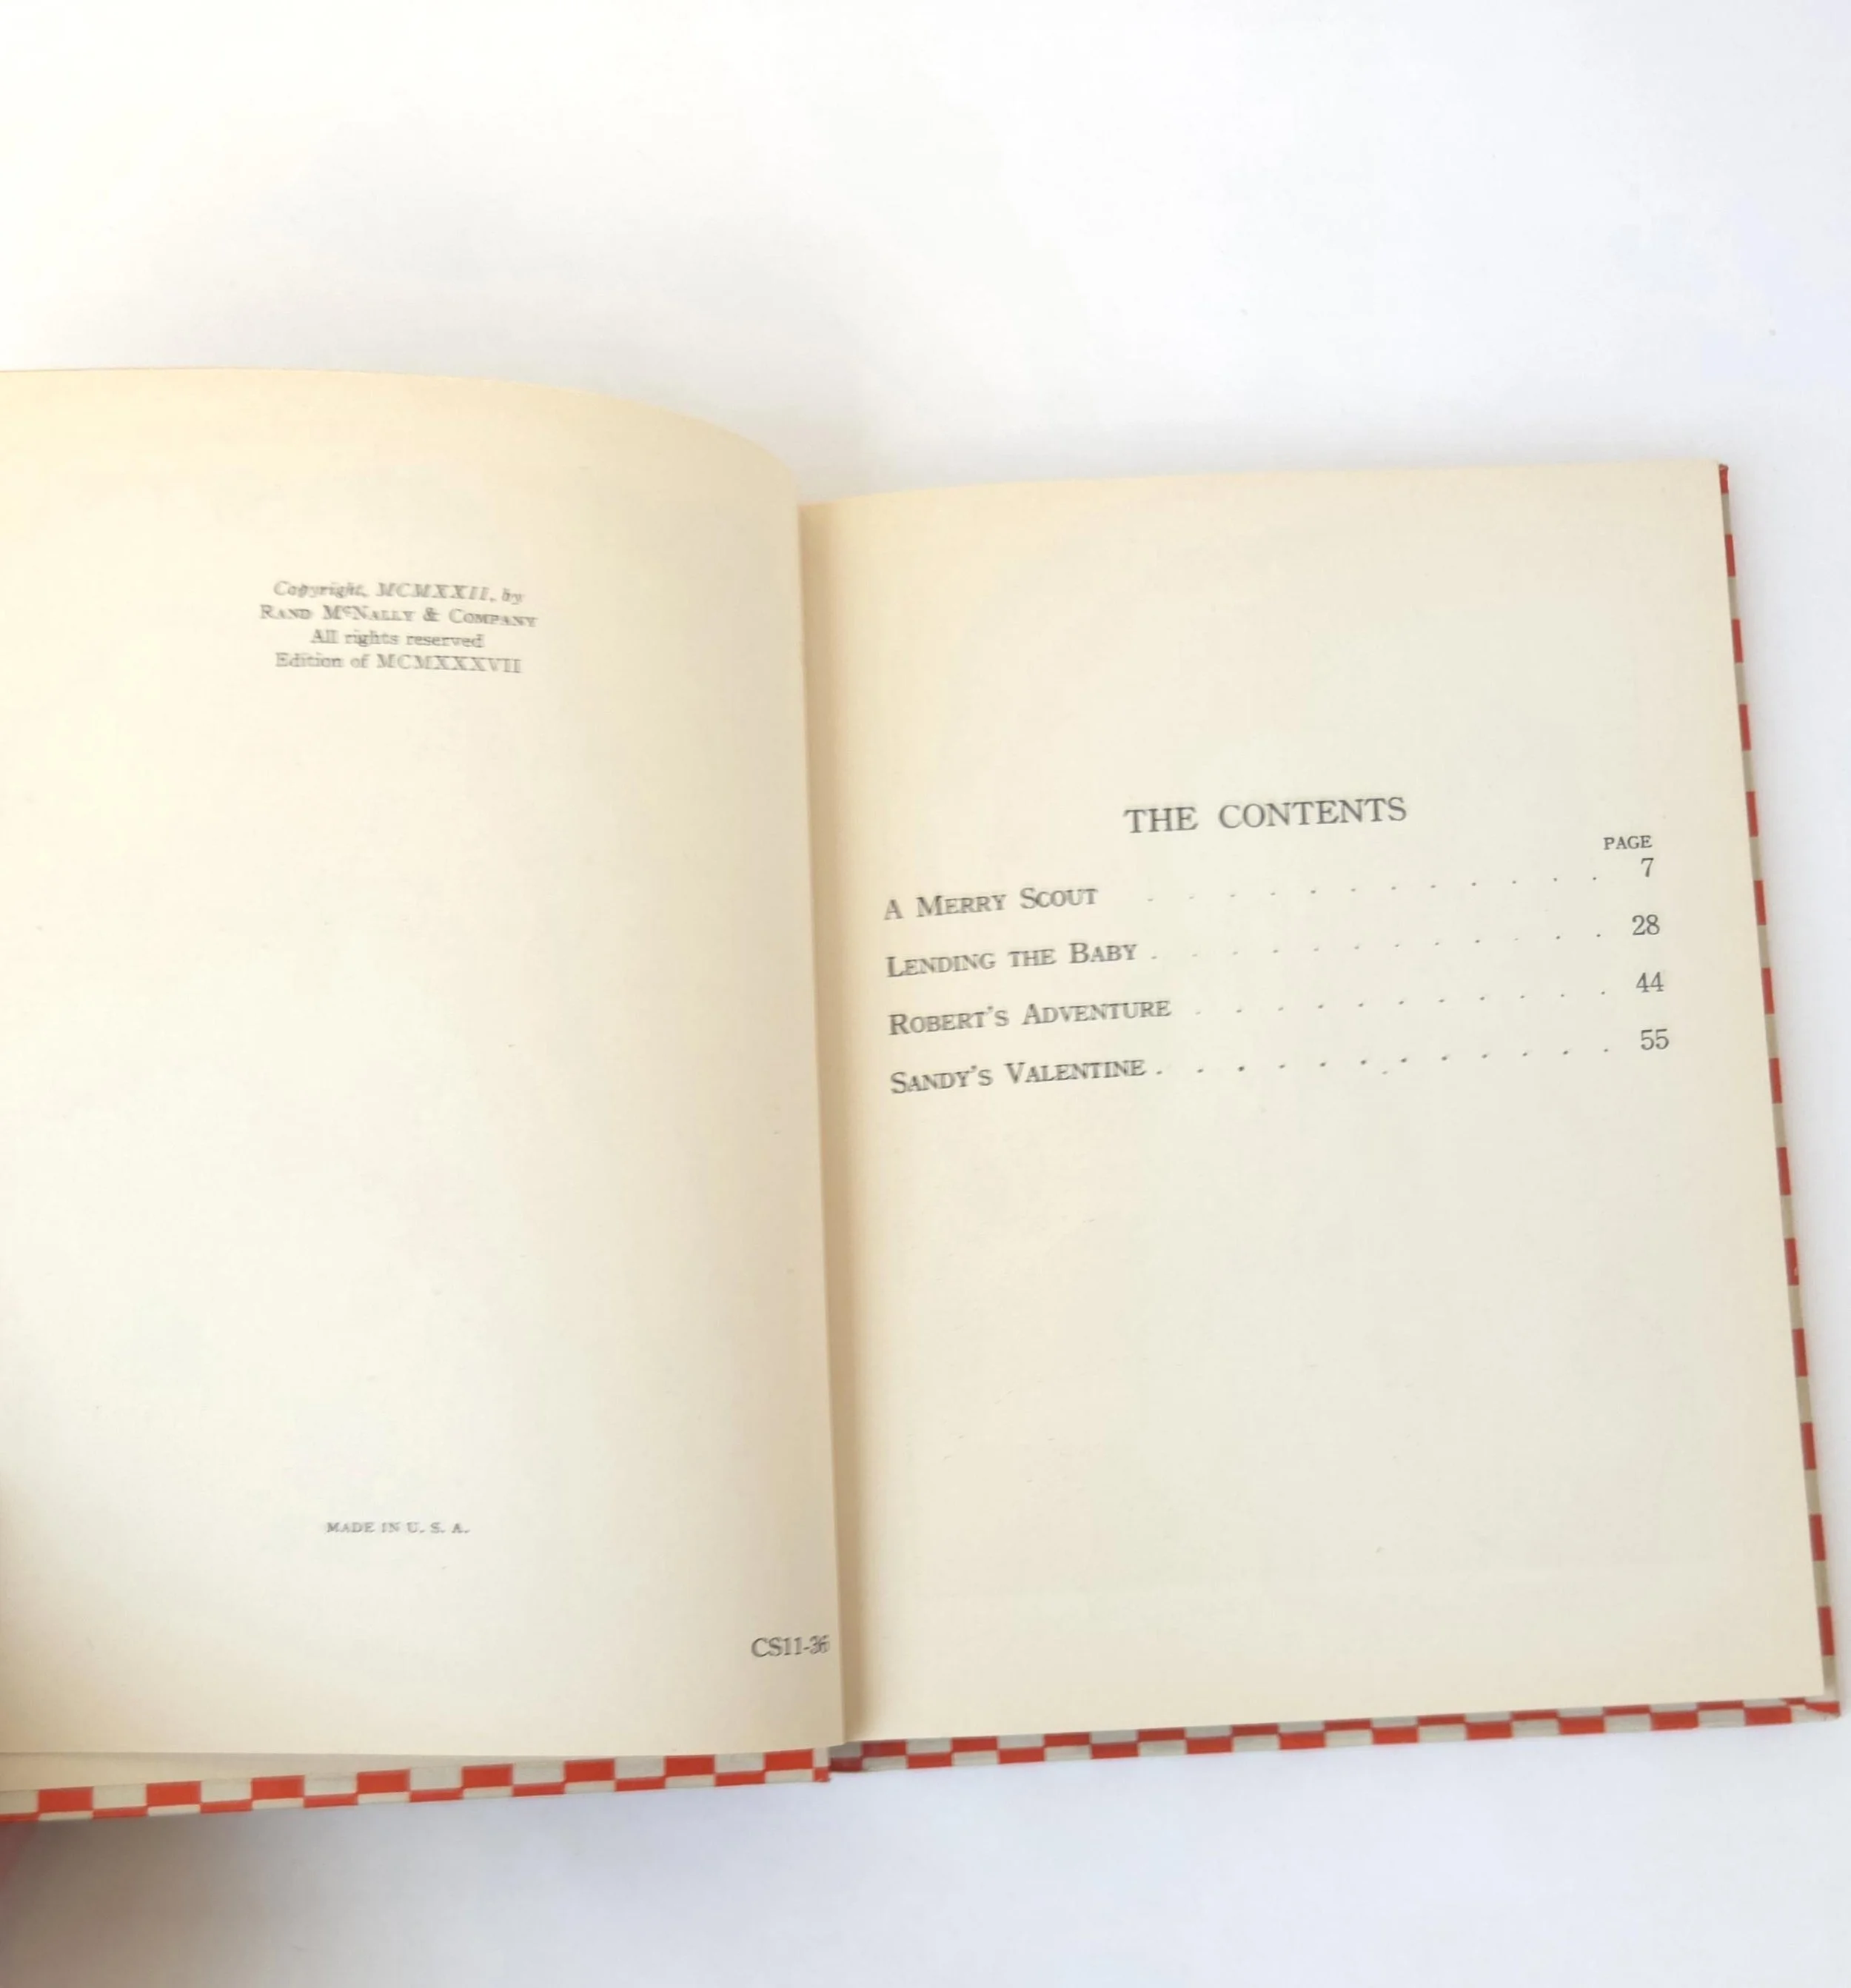 Copyright, MCMXXII, by
RAND McNALLY & COMPANY
All rights reserved
Edition of MCMXXXVII
MADE IN U. S. A.
CS11-36
THE CONTENTS
PAGE
A MERRY SCOUT . . . . . . . . . . . . 7
LENDING THE BABY . . . . . . . . . . . . 28
ROBERT'S ADVENTURE . . . . . . . . . . . 44
SANDY'S VALENTINE . . . . . . . . . . . . 55